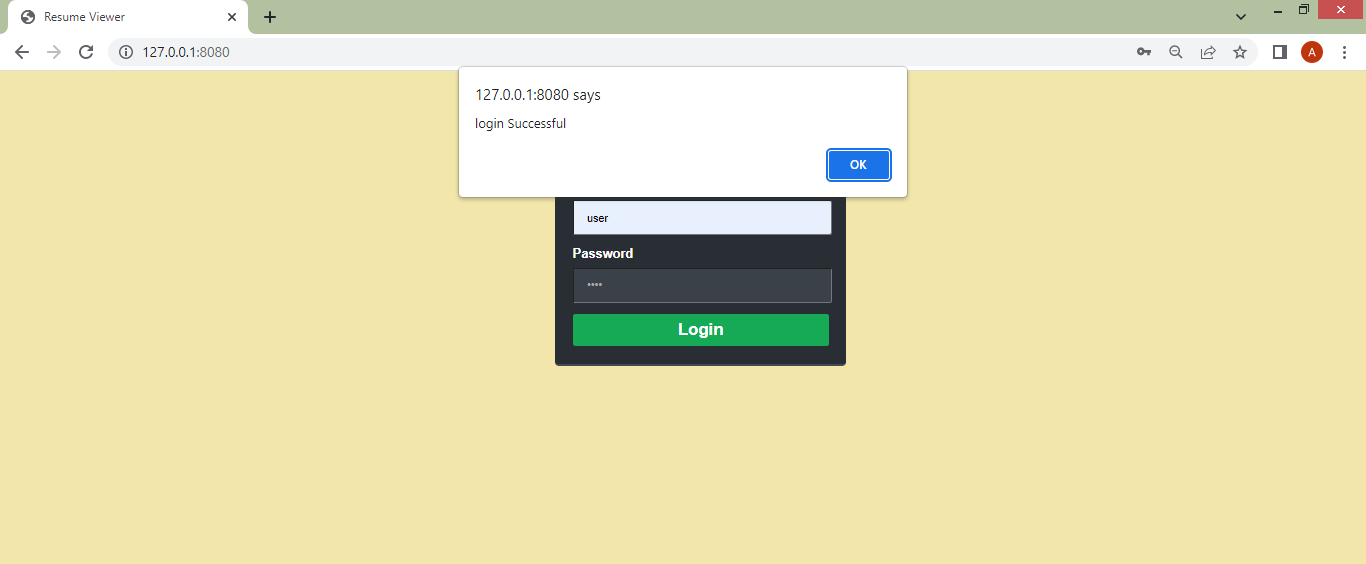 Resume Viewer
127.0.0.1:8080
A
127.0.0.1:8080 says
login Successful
OK
user
Password
••••
Login